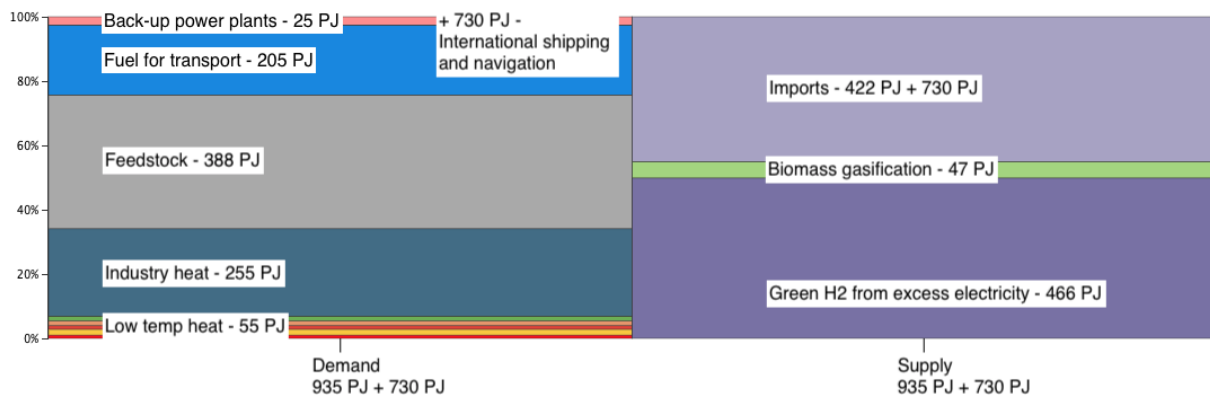 100%
80%
60%
40%
20%
0%
Back-up power plants - 25 PJ
+ 730 PJ -
International shipping
and navigation
Fuel for transport - 205 PJ
Feedstock - 388 PJ
Industry heat - 255 PJ
Low temp heat - 55 PJ
Imports - 422 PJ + 730 PJ
Biomass gasification - 47 PJ
Green H2 from excess electricity - 466 PJ
Demand
935 PJ + 730 PJ
Supply
935 PJ + 730 PJ